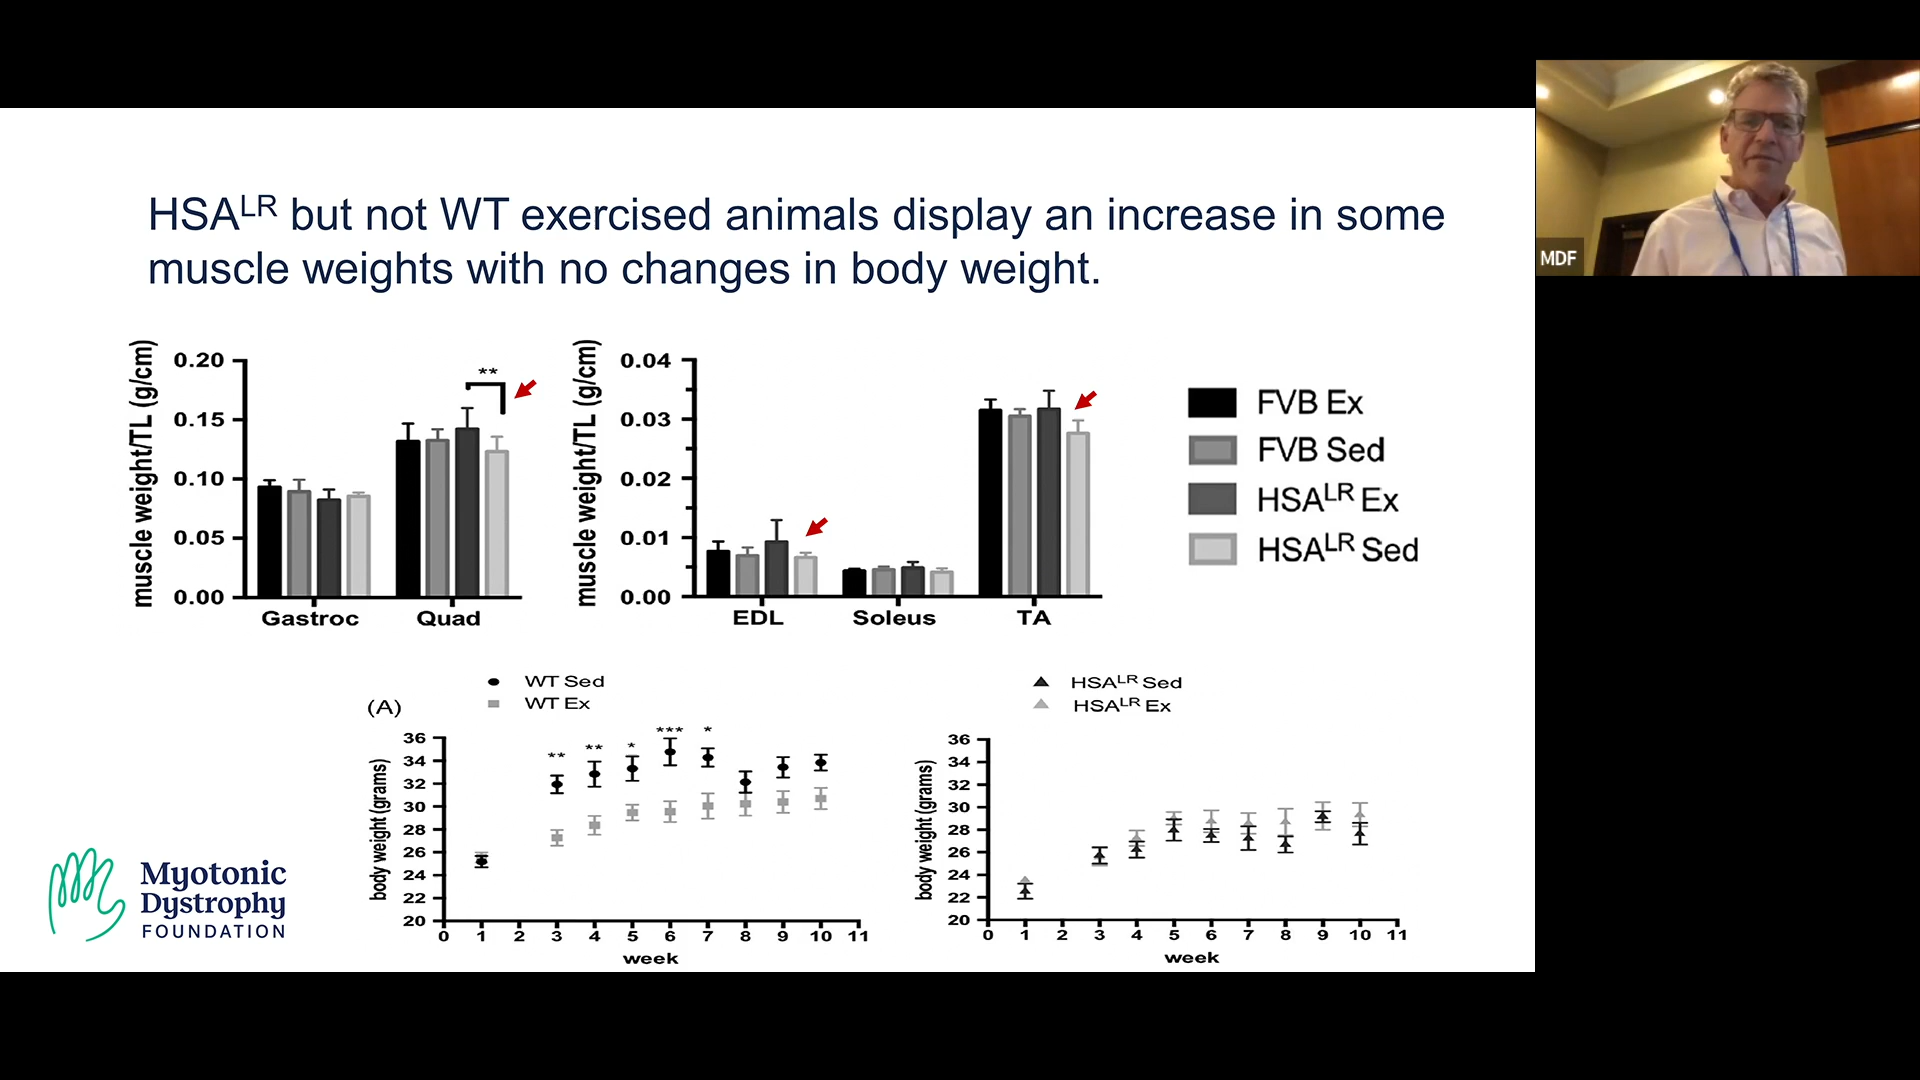 HSALR but not WT exercised animals display an increase in some
muscle weights with no changes in body weight.
MDF
muscle weight/TL (g/cm)
0.20
0.15
0.10
0.05
0.00
**
Gastroc
Quad
muscle weight/TL (g/cm)
0.04
0.03
0.02
0.01
0.00
EDL
Soleus
TA
FVB Ex
FVB Sed
HSALR Ex
HSALR Sed
(A)
WT Sed
WT Ex
body weight (grams)
36
34
32
30
28
26
24
22
20
** ** * *** *
0 1 2 3 4 5 6 7 8 9 10 11
week
HSALR Sed
HSALR Ex
body weight (grams)
36
34
32
30
28
26
24
22
20
0 1 2 3 4 5 6 7 8 9 10 11
week
Myotonic
Dystrophy
FOUNDATION